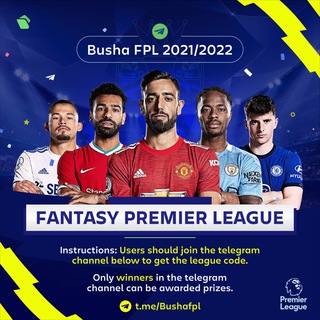 Busha FPL 2021/2022
FANTASY PREMIER LEAGUE
Instructions: Users should join the telegram
channel below to get the league code.
Only winners in the telegram
channel can be awarded prizes.
t.me/Bushafpl
Premier
League